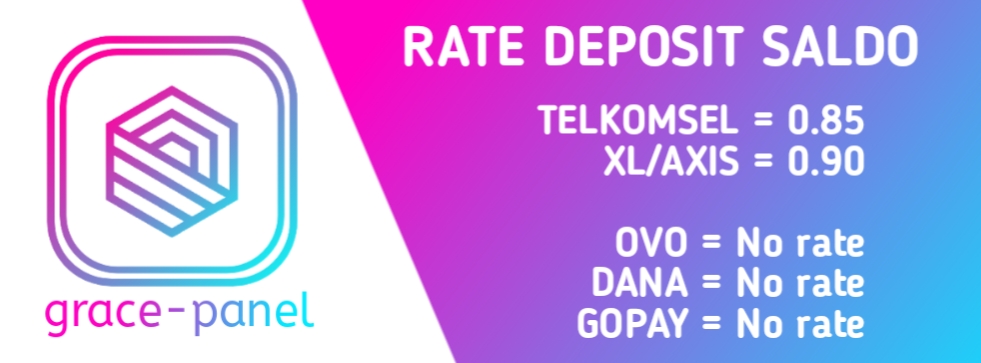 grace-panel
RATE DEPOSIT SALDO
TELKOMSEL = 0.85
XL/AXIS = 0.90
OVO = No rate
DANA = No rate
GOPAY = No rate